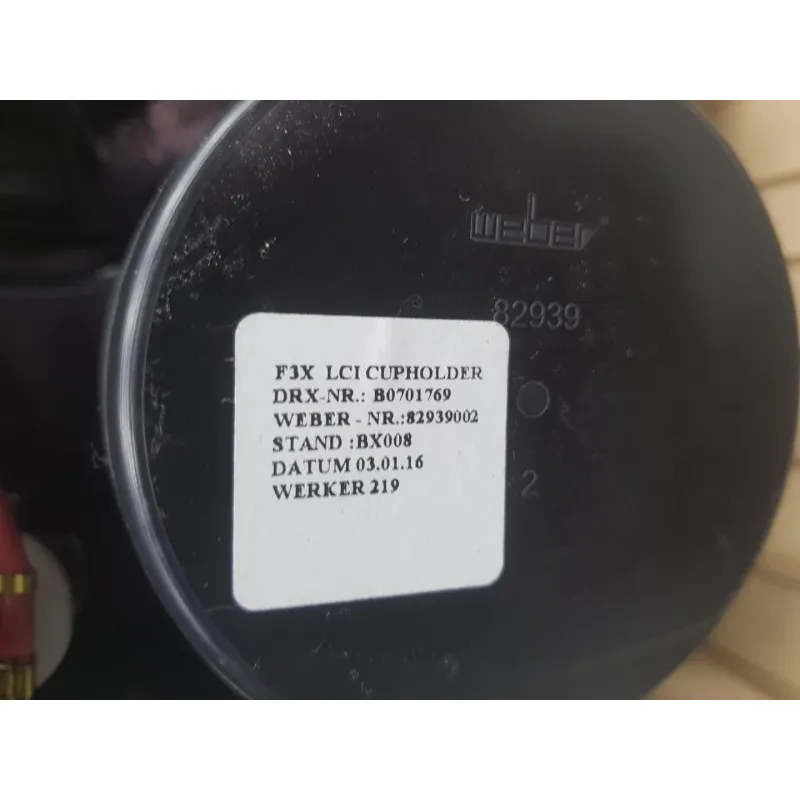 weber
82939
F3X LCI CUPHOLDER
DRX-NR.: B0701769
WEBER - NR.:82939002
STAND :BX008
DATUM 03.01.16
WERKER 219
2